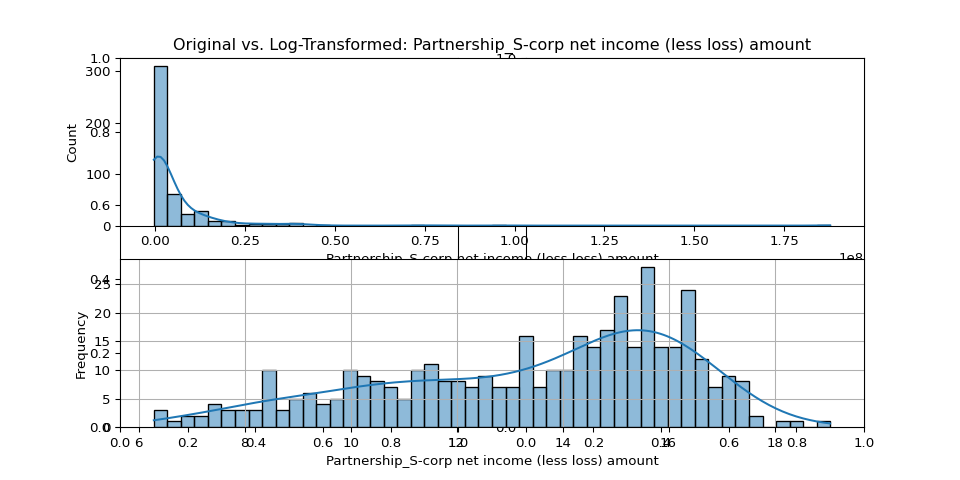 Original vs. Log-Transformed: Partnership_S-corp net income (less loss) amount
1.0
300
200
0.8
100
0.6
0
Count
0.00 0.25 0.50 0.75 1.00 1.25 1.50 1.75
Partnership_S-corp net income (less loss) amount
1e8
0.4
25
20
15
0.2
10
5
0.0
0
Frequency
0.0
0.6 6 0.2 8 0.4 0.6 10 0.8 12 0.0 14 0.2 0.4 16 0.6 18 0.8 1.0
Partnership_S-corp net income (less loss) amount